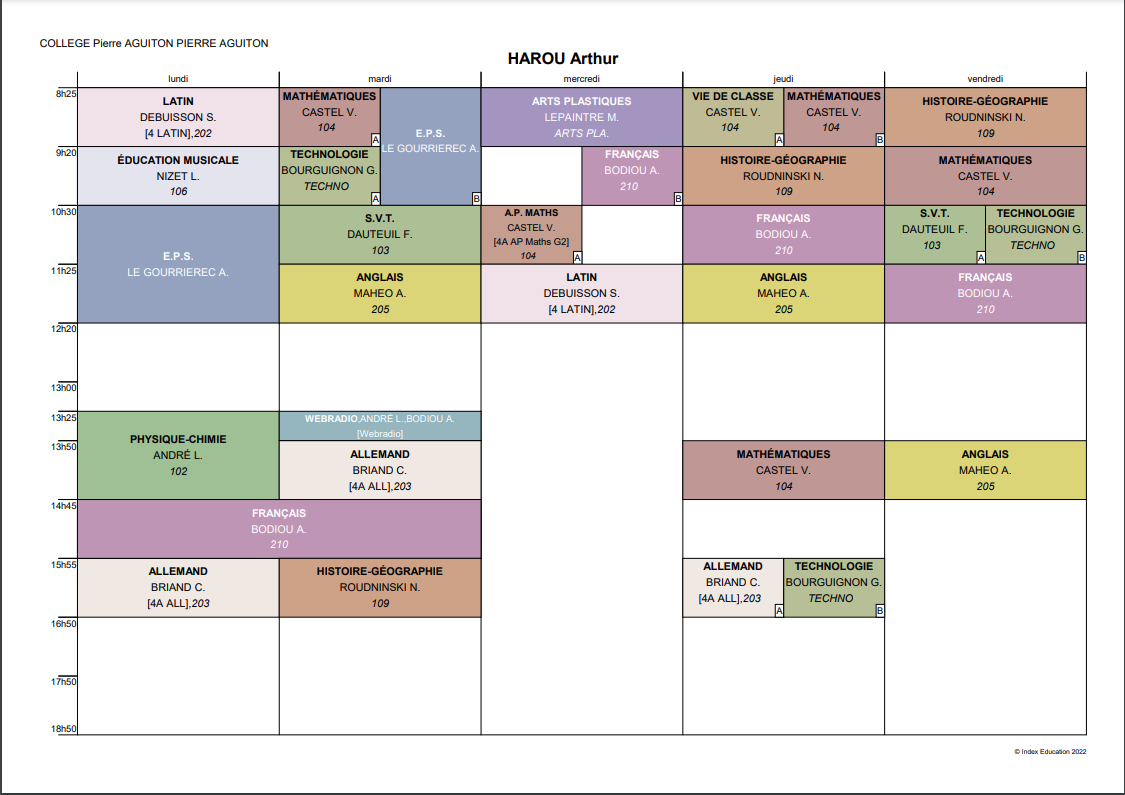 COLLEGE Pierre AGUITON PIERRE AGUITON
HAROU Arthur
lundi
mardi
mercredi
jeudi
vendredi
8h25
9h20
10h30
11h25
12h20
13h00
13h25
13h50
14h45
15h55
16h50
17h50
18h50
LATIN
DEBUISSON S.
[4 LATIN],202
ÉDUCATION MUSICALE
NIZET L.
106
E.P.S.
LE GOURRIEREC A.
PHYSIQUE-CHIMIE
ANDRÉ L.
102
FRANÇAIS
BODIOU A.
210
ALLEMAND
BRIAND C.
[4A ALL],203
MATHÉMATIQUES
CASTEL V.
104
A
TECHNOLOGIE
BOURGUIGNON G.
TECHNO
A
E.P.S.
LE GOURRIEREC A.
B
S.V.T.
DAUTEUIL F.
103
ANGLAIS
MAHEO A.
205
WEBRADIO,ANDRÉ L.,BODIOU A.
[Webradio]
ALLEMAND
BRIAND C.
[4A ALL],203
HISTOIRE-GÉOGRAPHIE
ROUDNINSKI N.
109
ARTS PLASTIQUES
LEPAINTRE M.
ARTS PLA.
FRANÇAIS
BODIOU A.
210
B
A.P. MATHS
CASTEL V.
[4A AP Maths G2]
104
A
LATIN
DEBUISSON S.
[4 LATIN],202
VIE DE CLASSE
CASTEL V.
104
A
MATHÉMATIQUES
CASTEL V.
104
B
HISTOIRE-GÉOGRAPHIE
ROUDNINSKI N.
109
FRANÇAIS
BODIOU A.
210
ANGLAIS
MAHEO A.
205
MATHÉMATIQUES
CASTEL V.
104
ALLEMAND
BRIAND C.
[4A ALL],203
A
TECHNOLOGIE
BOURGUIGNON G.
TECHNO
B
HISTOIRE-GÉOGRAPHIE
ROUDNINSKI N.
109
MATHÉMATIQUES
CASTEL V.
104
S.V.T.
DAUTEUIL F.
103
A
TECHNOLOGIE
BOURGUIGNON G.
TECHNO
B
FRANÇAIS
BODIOU A.
210
ANGLAIS
MAHEO A.
205
© Index Education 2022